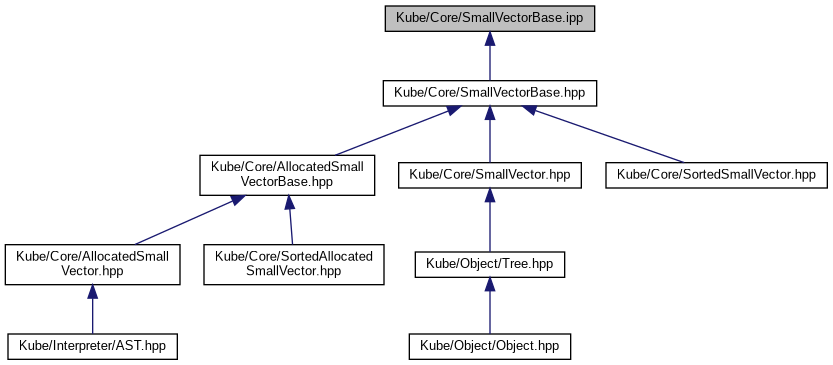 Kube/Core/SmallVectorBase.ipp
Kube/Core/SmallVectorBase.hpp
Kube/Core/AllocatedSmall
VectorBase.hpp
Kube/Core/SmallVector.hpp
Kube/Core/SortedSmallVector.hpp
Kube/Core/AllocatedSmall
Vector.hpp
Kube/Core/SortedAllocated
SmallVector.hpp
Kube/Object/Tree.hpp
Kube/Interpreter/AST.hpp
Kube/Object/Object.hpp